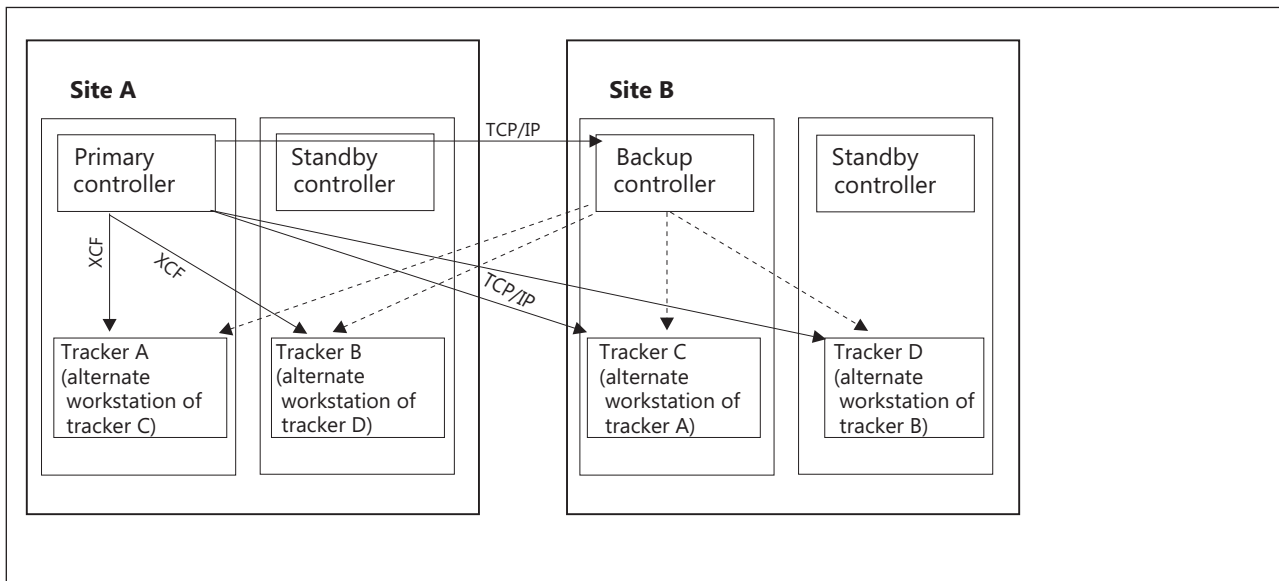 Site A
Site B
TCP/IP
Primary
controller
Standby
controller
Backup
controller
Standby
controller
XCF
XCF
TCP/IP
Tracker A
(alternate
workstation of
tracker C)
Tracker B
(alternate
workstation of
tracker D)
Tracker C
(alternate
workstation of
tracker A)
Tracker D
(alternate
workstation of
tracker B)